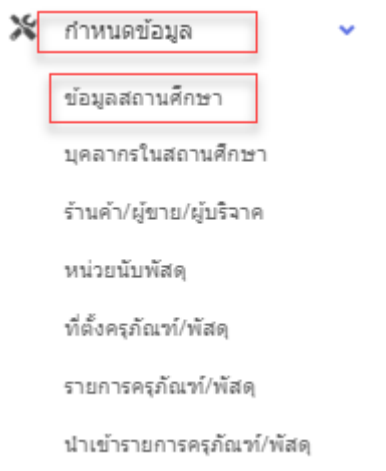 กำหนดข้อมูล
ข้อมูลสถานศึกษา
บุคลากรในสถานศึกษา
ร้านค้า/ผู้ขาย/ผู้บริจาค
หน่วยนับพัสดุ
ที่ตั้งครุภัณฑ์/พัสดุ
รายการครุภัณฑ์/พัสดุ
นำเข้ารายการครุภัณฑ์/พัสดุ